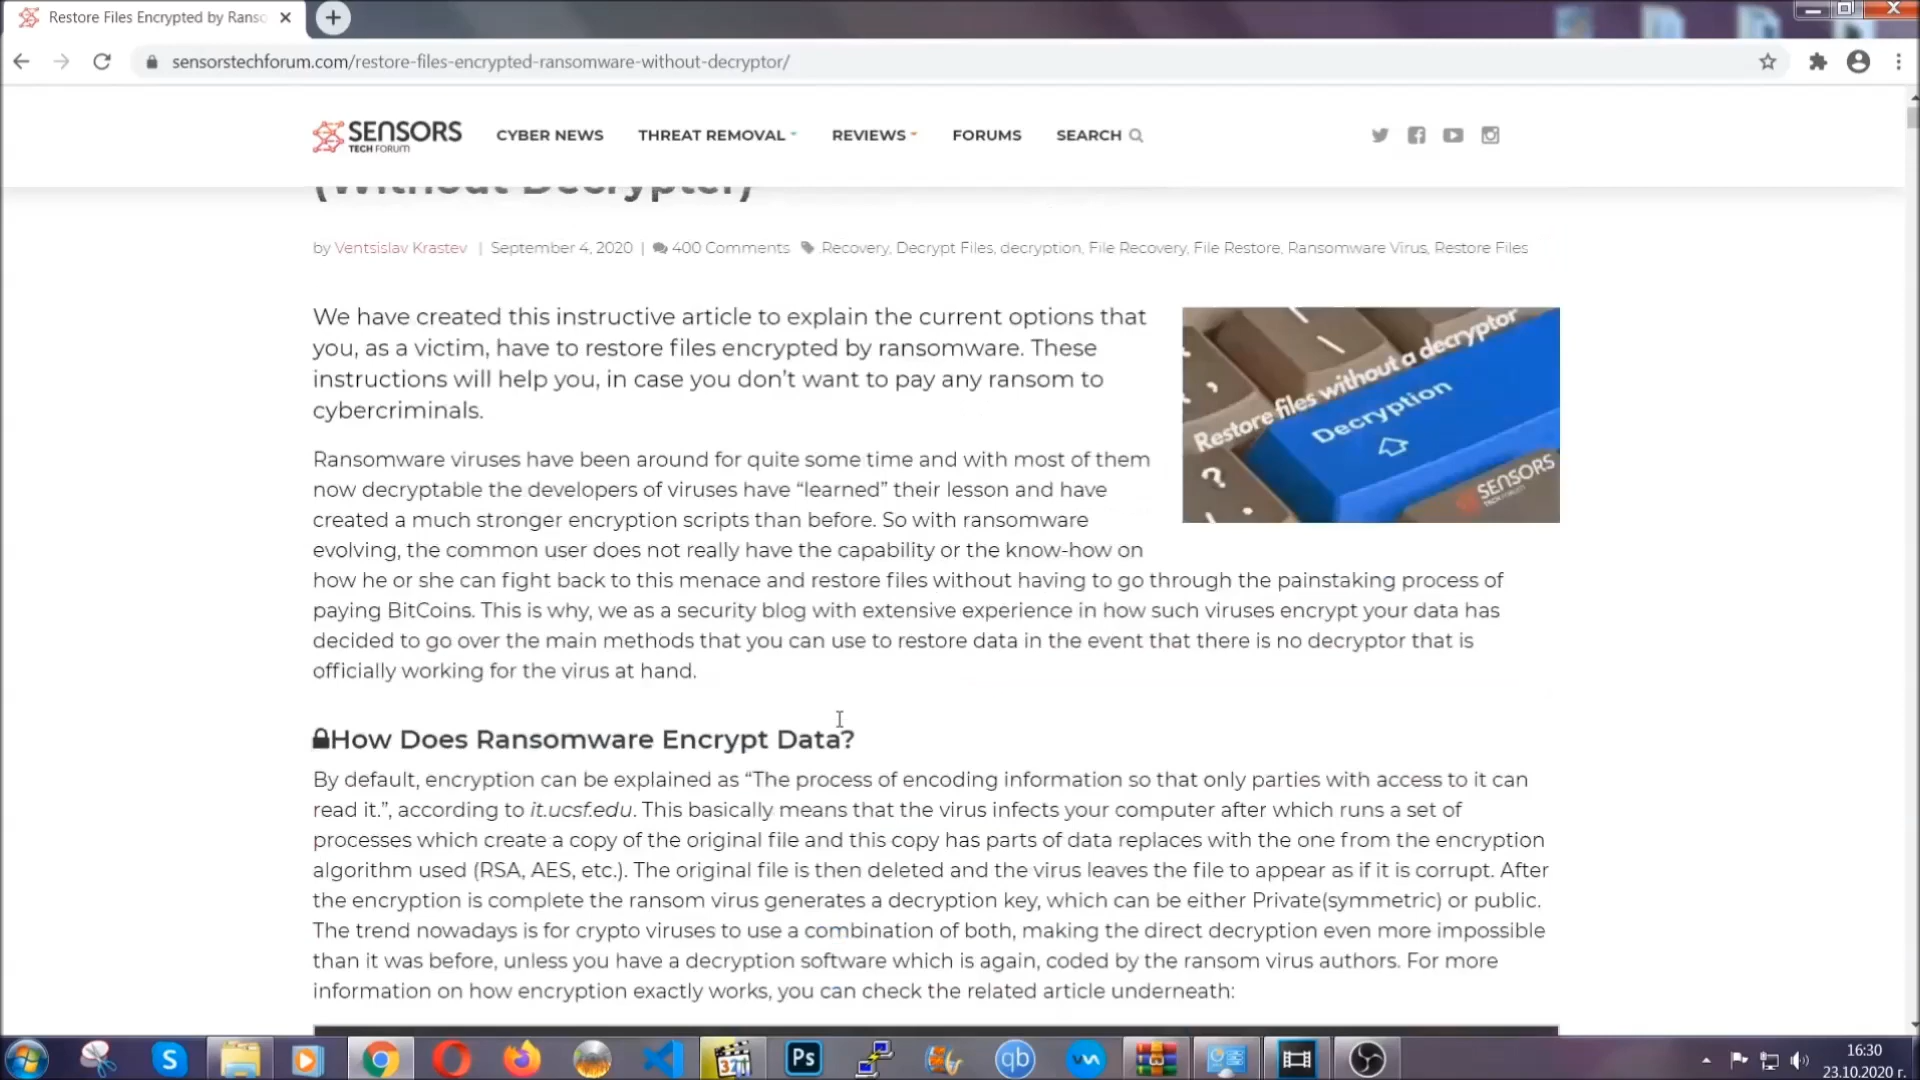 Restore Files Encrypted by Ranso
sensorstechforum.com/restore-files-encrypted-ransomware-without-decryptor/
SENSORS
TECH FORUM
CYBER NEWS
THREAT REMOVAL
REVIEWS
FORUMS
SEARCH
(Without Decrypter)
by Ventsislav Krastev | September 4, 2020 | 400 Comments Recovery, Decrypt Files, decryption, File Recovery, File Restore, Ransomware Virus, Restore Files
We have created this instructive article to explain the current options that
you, as a victim, have to restore files encrypted by ransomware. These
instructions will help you, in case you don’t want to pay any ransom to
cybercriminals.
Restore files without a decryptor
Decryption
SENSORS
Ransomware viruses have been around for quite some time and with most of them
now decryptable the developers of viruses have “learned” their lesson and have
created a much stronger encryption scripts than before. So with ransomware
evolving, the common user does not really have the capability or the know-how on
how he or she can fight back to this menace and restore files without having to go through the painstaking process of
paying BitCoins. This is why, we as a security blog with extensive experience in how such viruses encrypt your data has
decided to go over the main methods that you can use to restore data in the event that there is no decryptor that is
officially working for the virus at hand.
How Does Ransomware Encrypt Data?
By default, encryption can be explained as “The process of encoding information so that only parties with access to it can
read it.”, according to it.ucsf.edu. This basically means that the virus infects your computer after which runs a set of
processes which create a copy of the original file and this copy has parts of data replaces with the one from the encryption
algorithm used (RSA, AES, etc.). The original file is then deleted and the virus leaves the file to appear as if it is corrupt. After
the encryption is complete the ransom virus generates a decryption key, which can be either Private(symmetric) or public.
The trend nowadays is for crypto viruses to use a combination of both, making the direct decryption even more impossible
than it was before, unless you have a decryption software which is again, coded by the ransom virus authors. For more
information on how encryption exactly works, you can check the related article underneath:
Ps
qb
16:30
23.10.2020 г.